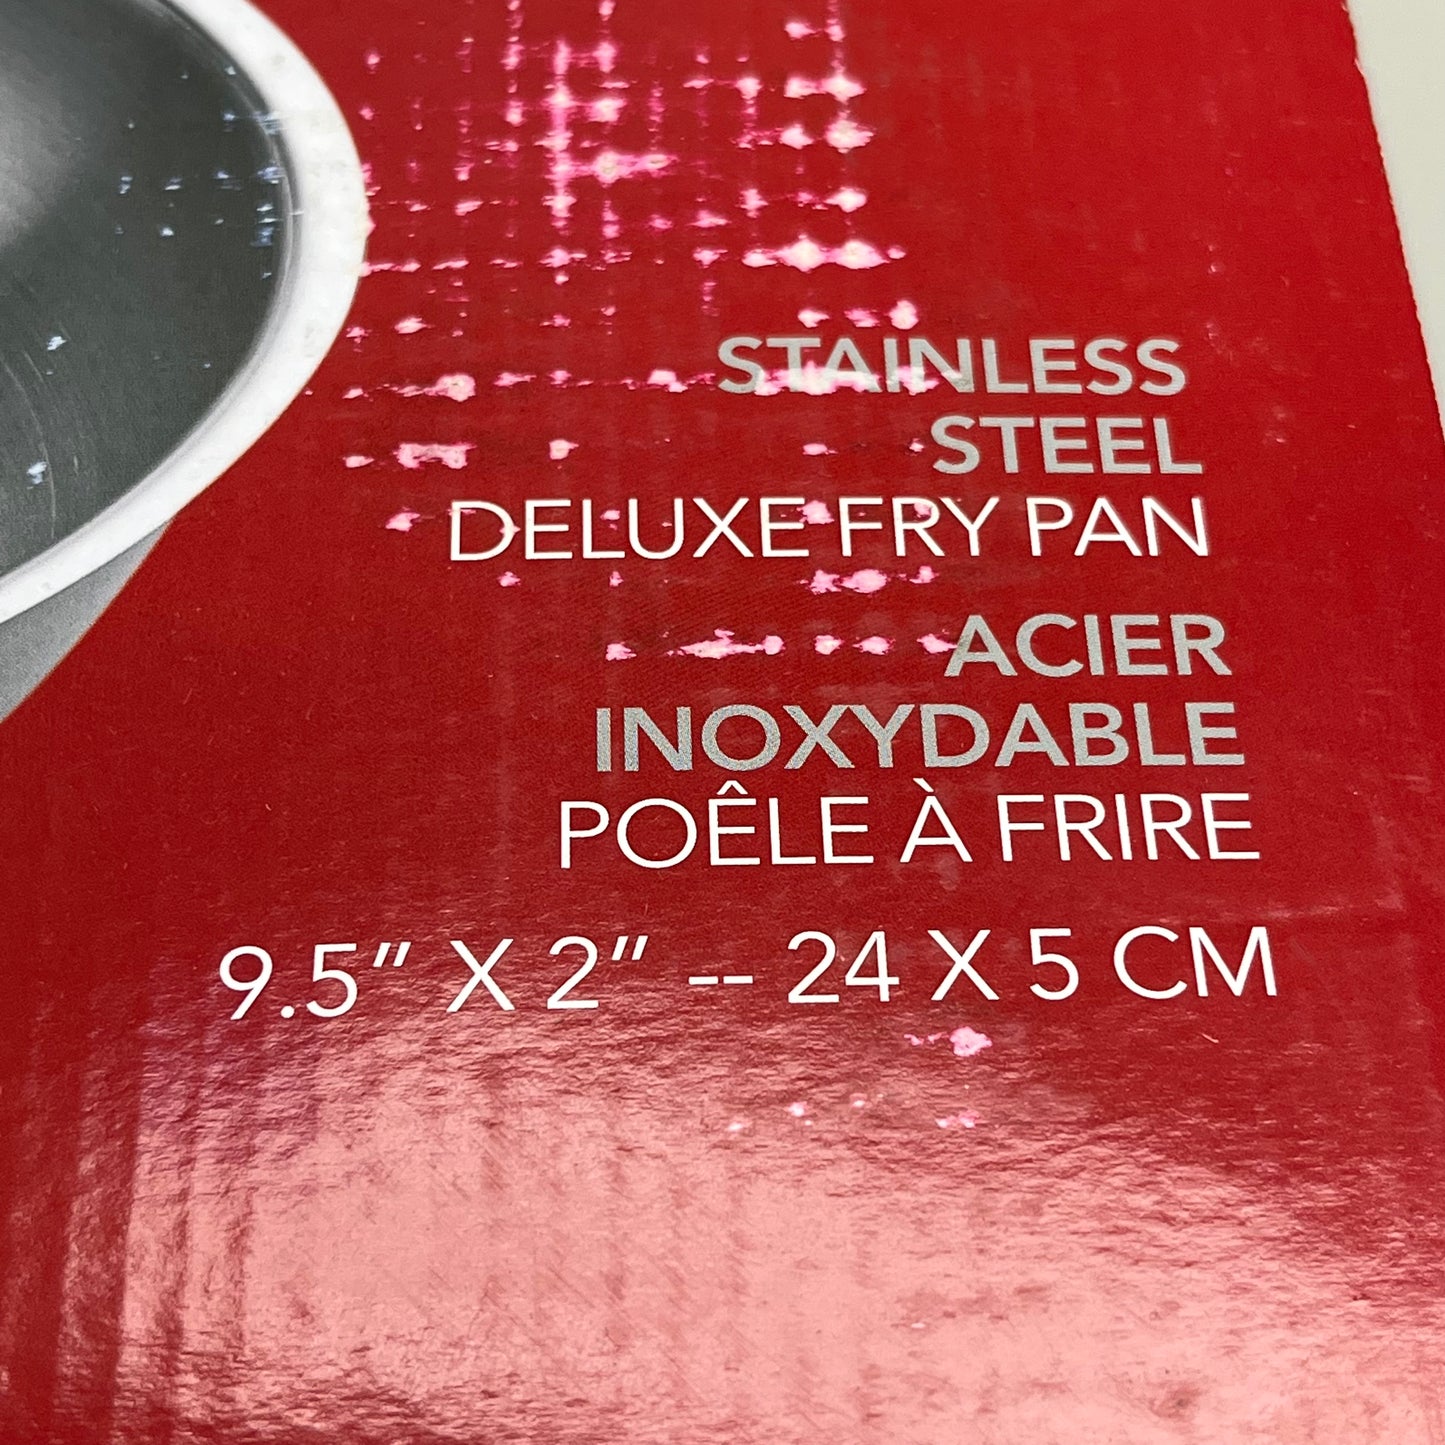 STAINLESS
STEEL
DELUXE FRY PAN
ACIER
INOXYDABLE
POÊLE À FRIRE
9.5" X 2" -- 24 X 5 CM